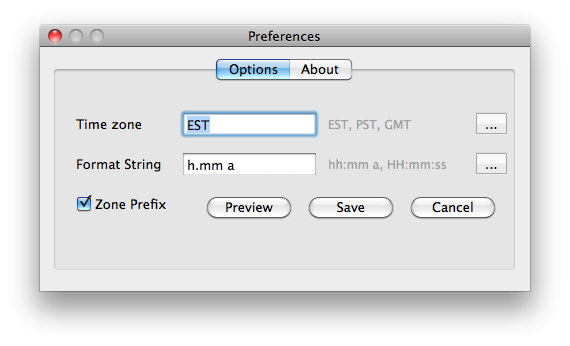 Preferences
Options About
Time zone EST EST, PST, GMT ...
Format String h.mm a hh:mm a, HH:mm:ss ...
Zone Prefix Preview Save Cancel